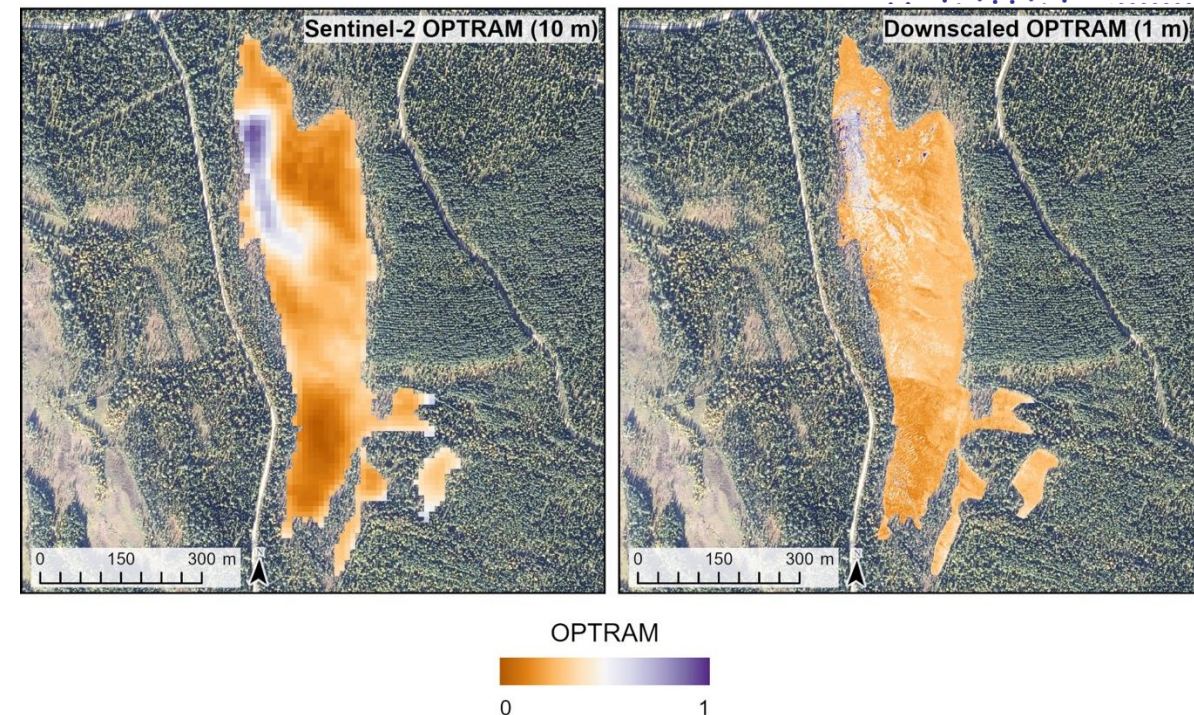 Sentinel-2 OPTRAM (10 m)
Downscaled OPTRAM (1 m)
0 150 300 m
0 150 300 m
OPTRAM
0 1